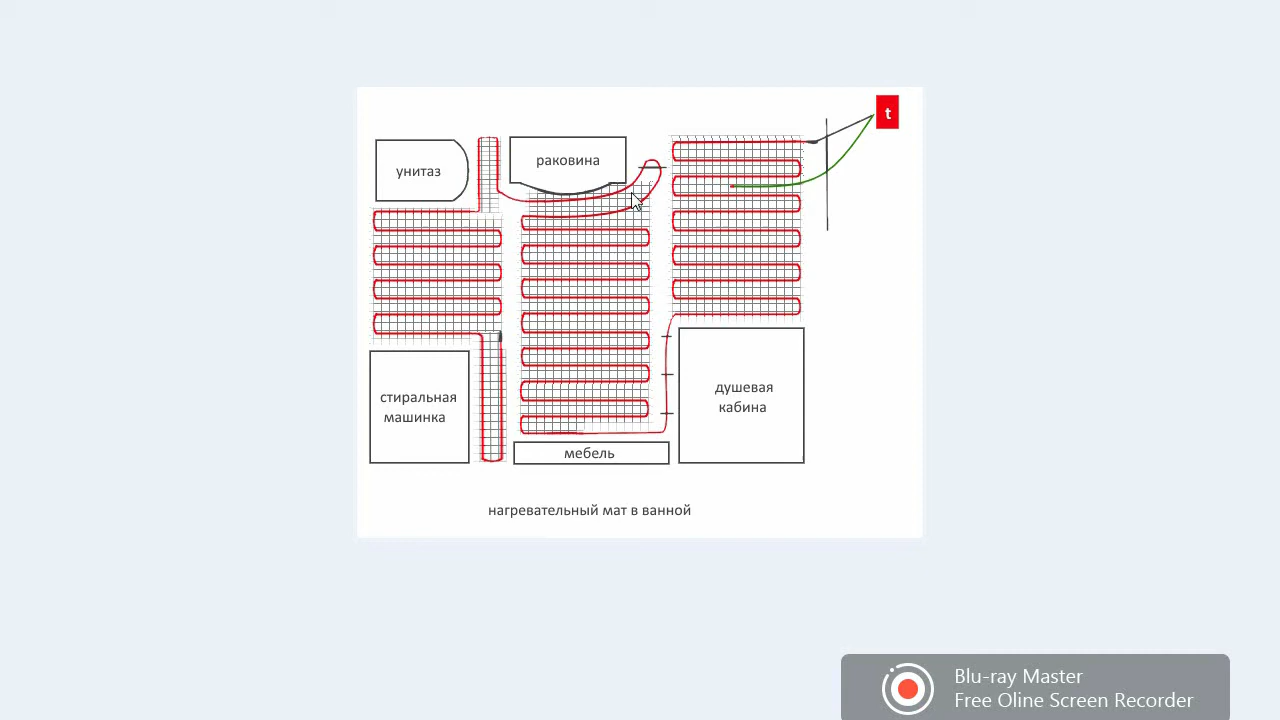 t
унитаз
раковина
стиральная
машинка
душевая
кабина
мебель
нагревательный мат в ванной
Blu-ray Master
Free Oline Screen Recorder